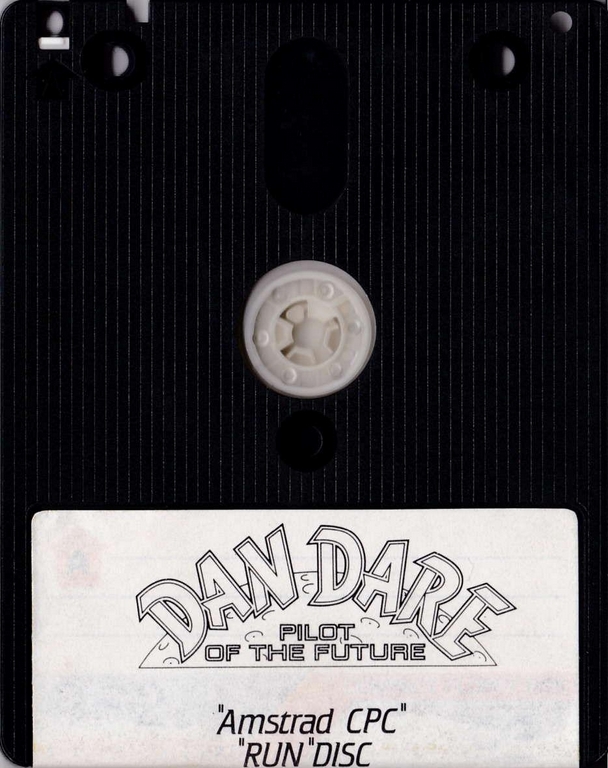 DAN DARE
PILOT
OF THE FUTURE
"Amstrad CPC"
"RUN"DISC